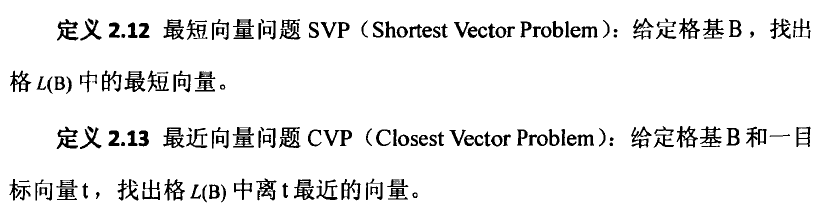 定义 2.12 最短向量问题 SVP（Shortest Vector Problem）：给定格基 B ，找出
格 L(B) 中的最短向量。
定义 2.13 最近向量问题 CVP（Closest Vector Problem）：给定格基 B 和一目
标向量 t ，找出格 L(B) 中离 t 最近的向量。